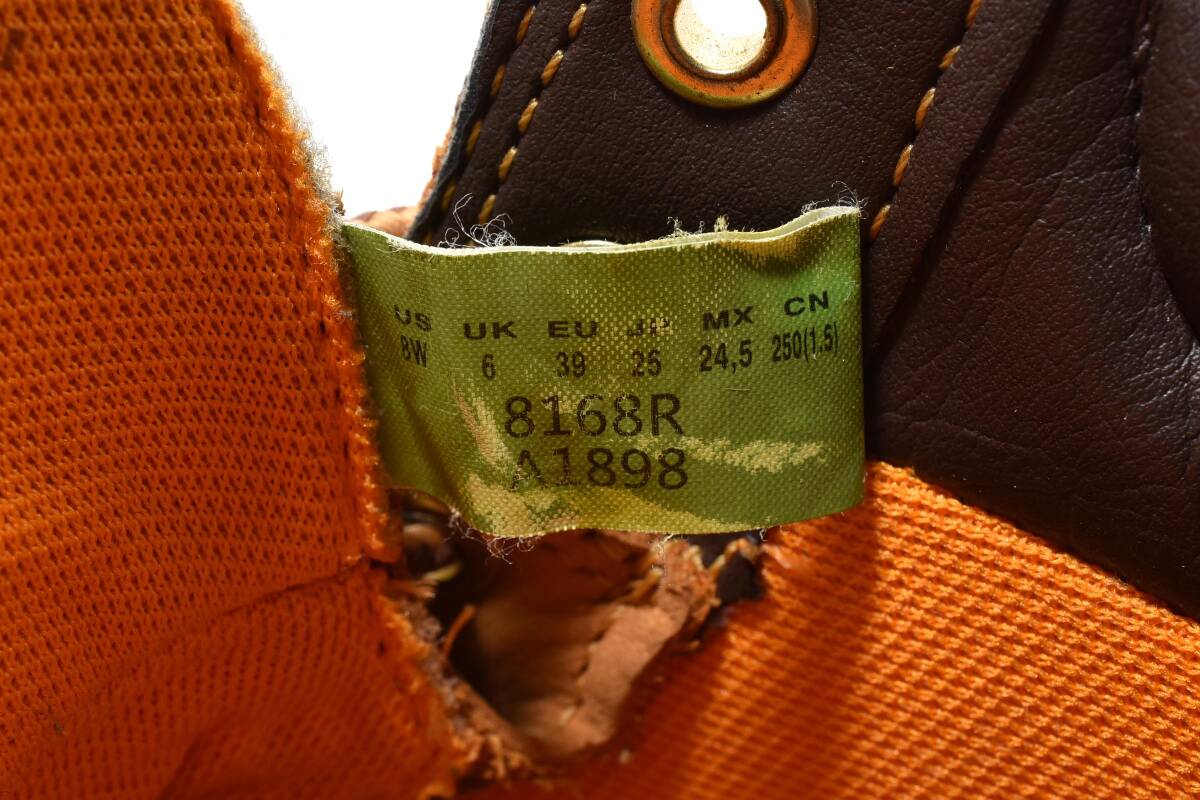 US UK EU JP MX CN
8W 6 39 25 24,5 250(1.5)
8168R
A1898